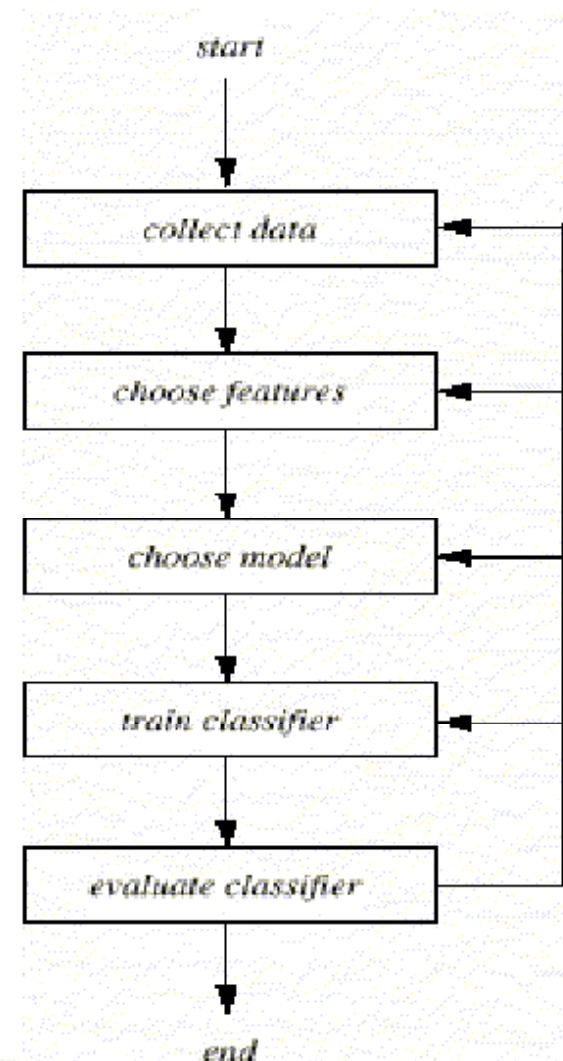 start
collect data
choose features
choose model
train classifier
evaluate classifier
end